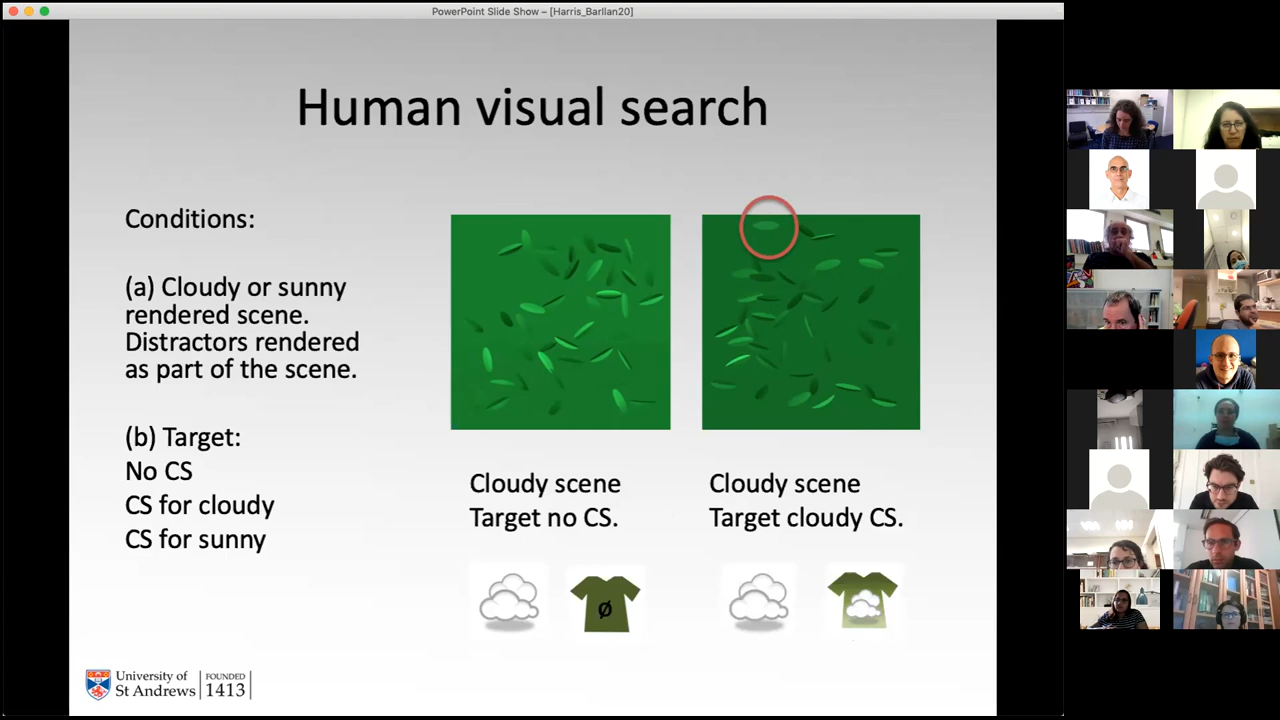 PowerPoint Slide Show – [Harris_BarIlan20]
Human visual search
Conditions:
(a) Cloudy or sunny
rendered scene.
Distractors rendered
as part of the scene.
(b) Target:
No CS
CS for cloudy
CS for sunny
Cloudy scene
Target no CS.
Cloudy scene
Target cloudy CS.
Ø
University of
St Andrews
FOUNDED
1413